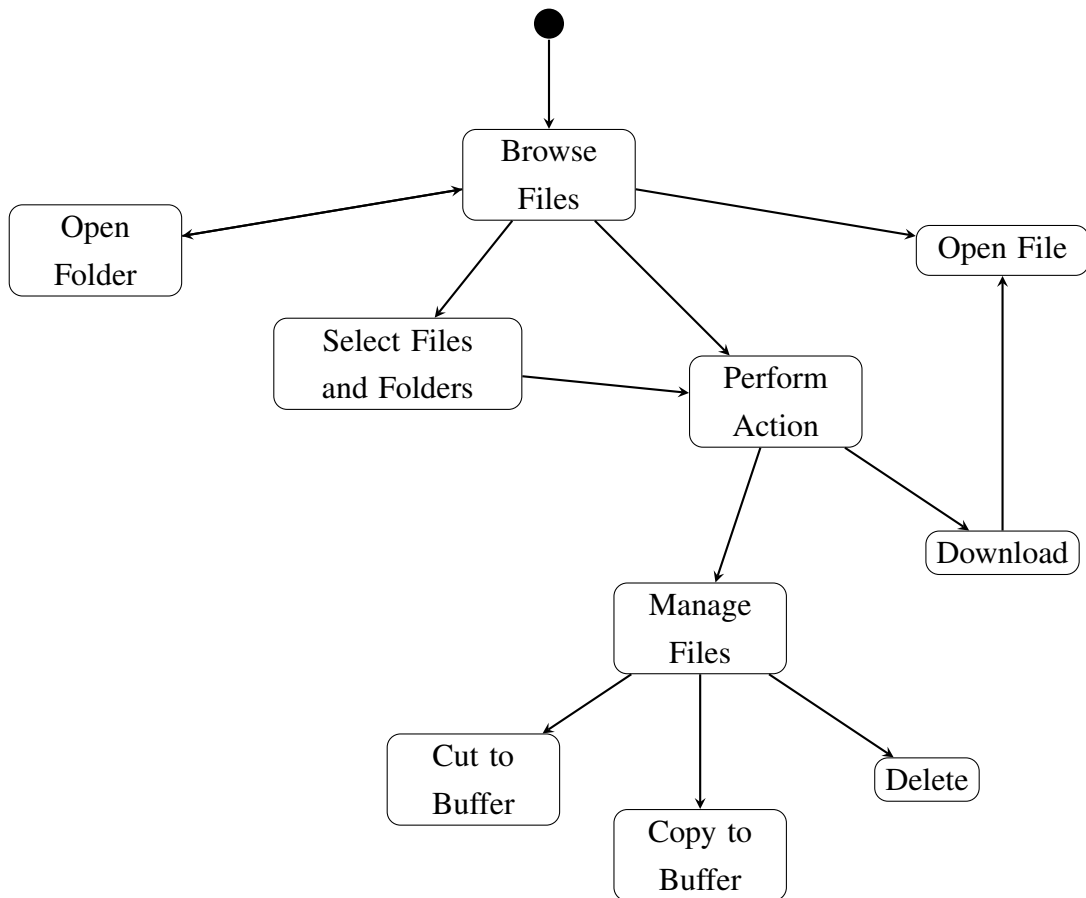 Browse
Files
Open
Folder
Open File
Select Files
and Folders
Perform
Action
Download
Manage
Files
Cut to
Buffer
Delete
Copy to
Buffer